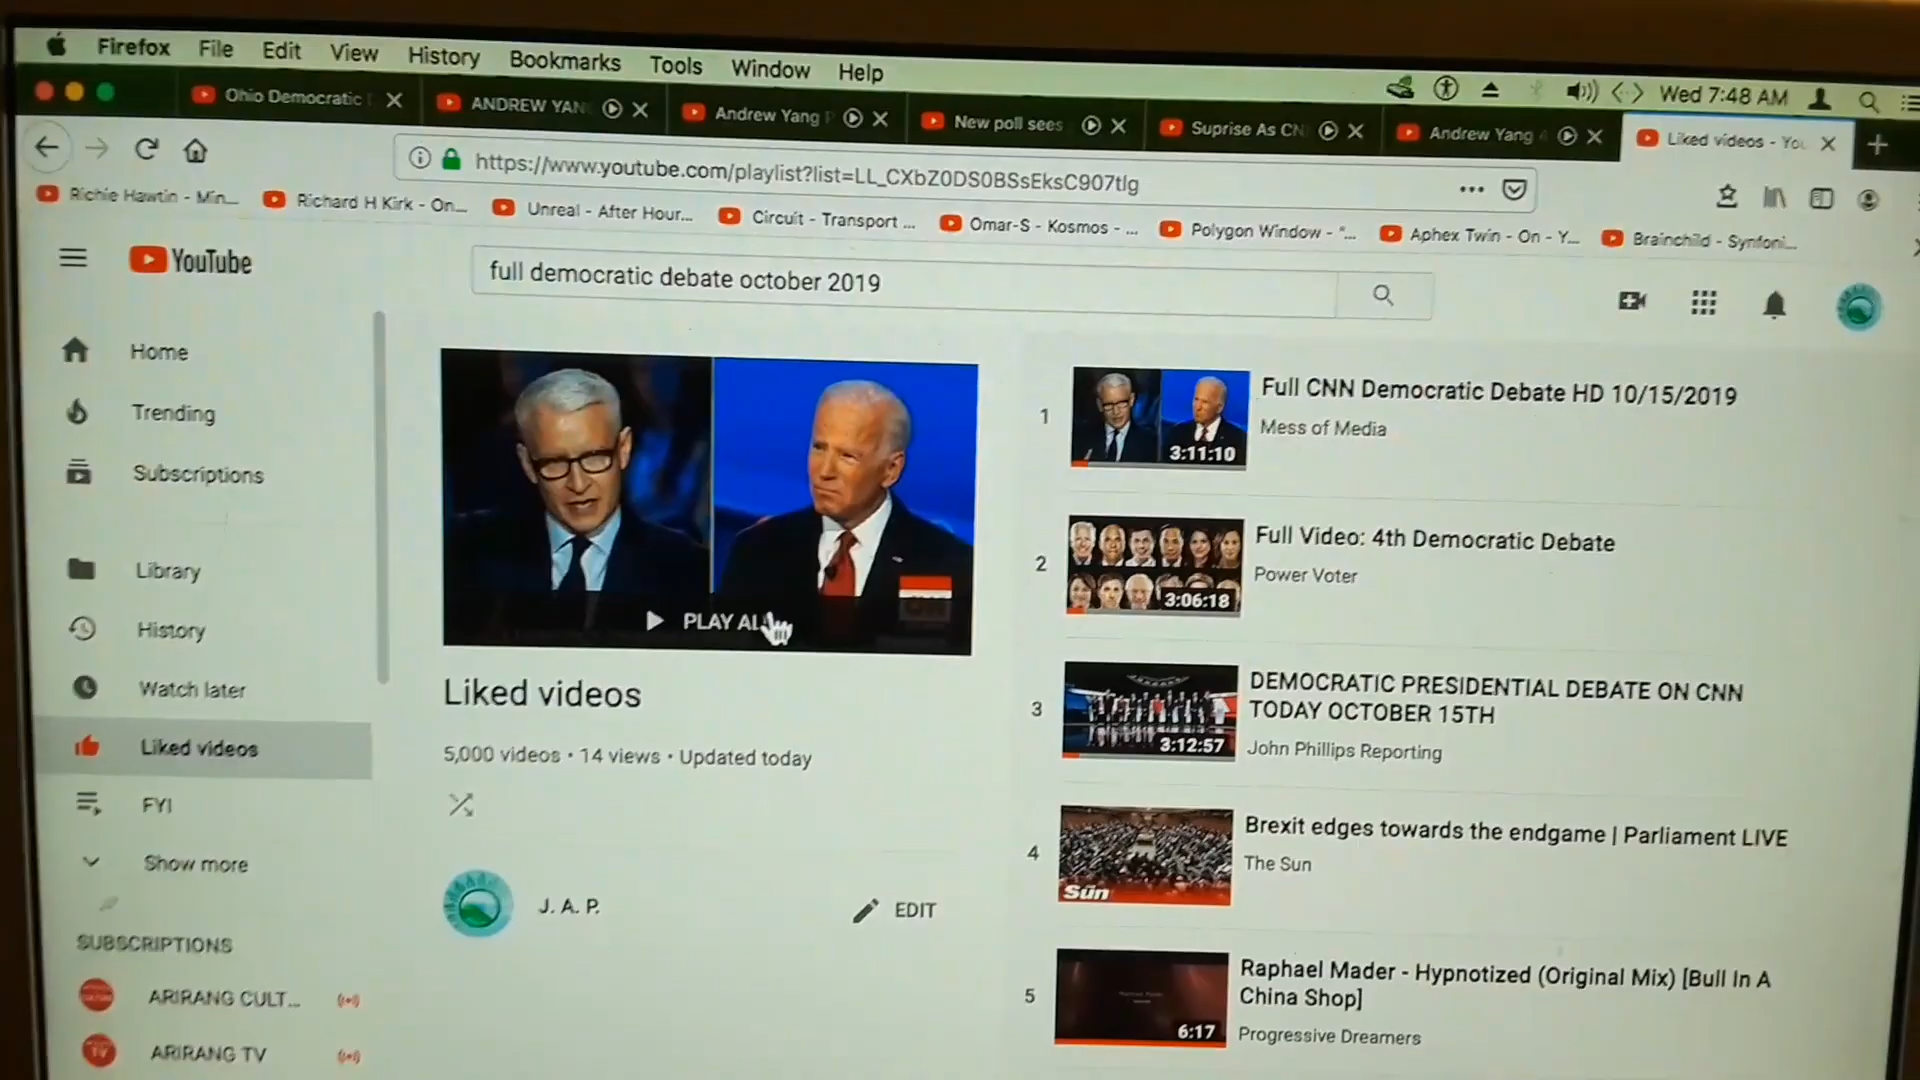 Firefox File Edit View History Bookmarks Tools Window Help
Wed 7:48 AM
Ohio Democratic
ANDREW YAN
Andrew Yang
New poll sees
Suprise As CN
Andrew Yang
Liked videos - You
https://www.youtube.com/playlist?list=LL_CXbZ0DS0BSsEksC907tlg
Richie Hawtin - Min...
Richard H Kirk - On...
Unreal - After Hour...
Circuit - Transport ...
Omar-S - Kosmos - ...
Polygon Window - "...
Aphex Twin - On - Y...
Brainchild - Synfoni...
YouTube
full democratic debate october 2019
Home
Trending
Subscriptions
Library
History
Watch later
Liked videos
FYI
Show more
SUBSCRIPTIONS
ARIRANG CULT...
ARIRANG TV
PLAY AL
Liked videos
5,000 videos • 14 views • Updated today
J. A. P.
EDIT
1
3:11:10
Full CNN Democratic Debate HD 10/15/2019
Mess of Media
2
3:06:18
Full Video: 4th Democratic Debate
Power Voter
3
3:12:57
DEMOCRATIC PRESIDENTIAL DEBATE ON CNN
TODAY OCTOBER 15TH
John Phillips Reporting
4
Sun
Brexit edges towards the endgame | Parliament LIVE
The Sun
5
6:17
Raphael Mader - Hypnotized (Original Mix) [Bull In A
China Shop]
Progressive Dreamers